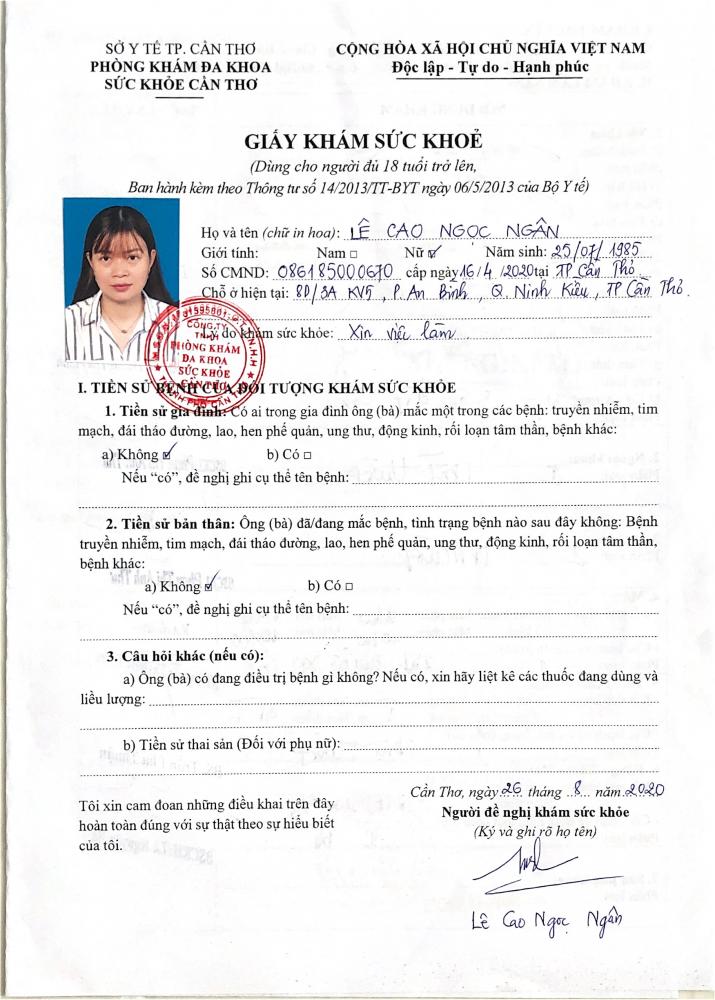 SỞ Y TẾ TP. CẦN THƠ
PHÒNG KHÁM ĐA KHOA
SỨC KHỎE CẦN THƠ
CỘNG HÒA XÃ HỘI CHỦ NGHĨA VIỆT NAM
Độc lập - Tự do - Hạnh phúc
GIẤY KHÁM SỨC KHOẺ
(Dùng cho người đủ 18 tuổi trở lên,
Ban hành kèm theo Thông tư số 14/2013/TT-BYT ngày 06/5/2013 của Bộ Y tế)
Họ và tên (chữ in hoa): LÊ CAO NGỌC NGÂN
Giới tính: Nam □ Nữ ☑ Năm sinh: 25/07/1985
Số CMND: 086185000670 cấp ngày 16/4/2020 tại TP Cần Thơ
Chỗ ở hiện tại: 8D/3A KV5, P. An Bình, Q. Ninh Kiều, TP Cần Thơ.
Lý do khám sức khỏe: Xin việc làm
CÔNG TY
TNHH
PHÒNG KHÁM
ĐA KHOA
SỨC KHỎE
CẦN THƠ
I. TIỀN SỬ BỆNH CỦA ĐỐI TƯỢNG KHÁM SỨC KHỎE
1. Tiền sử gia đình: Có ai trong gia đình ông (bà) mắc một trong các bệnh: truyền nhiễm, tim
mạch, đái tháo đường, lao, hen phế quản, ung thư, động kinh, rối loạn tâm thần, bệnh khác:
a) Không ☑ b) Có □
Nếu “có”, đề nghị ghi cụ thể tên bệnh:
2. Tiền sử bản thân: Ông (bà) đã/đang mắc bệnh, tình trạng bệnh nào sau đây không: Bệnh
truyền nhiễm, tim mạch, đái tháo đường, lao, hen phế quản, ung thư, động kinh, rối loạn tâm thần,
bệnh khác:
a) Không ☑ b) Có □
Nếu “có”, đề nghị ghi cụ thể tên bệnh:
3. Câu hỏi khác (nếu có):
a) Ông (bà) có đang điều trị bệnh gì không? Nếu có, xin hãy liệt kê các thuốc đang dùng và
liều lượng:
b) Tiền sử thai sản (Đối với phụ nữ):
Tôi xin cam đoan những điều khai trên đây
hoàn toàn đúng với sự thật theo sự hiểu biết
của tôi.
Cần Thơ, ngày 26 tháng 8 năm 2020
Người đề nghị khám sức khỏe
(Ký và ghi rõ họ tên)
Lê Cao Ngọc Ngân